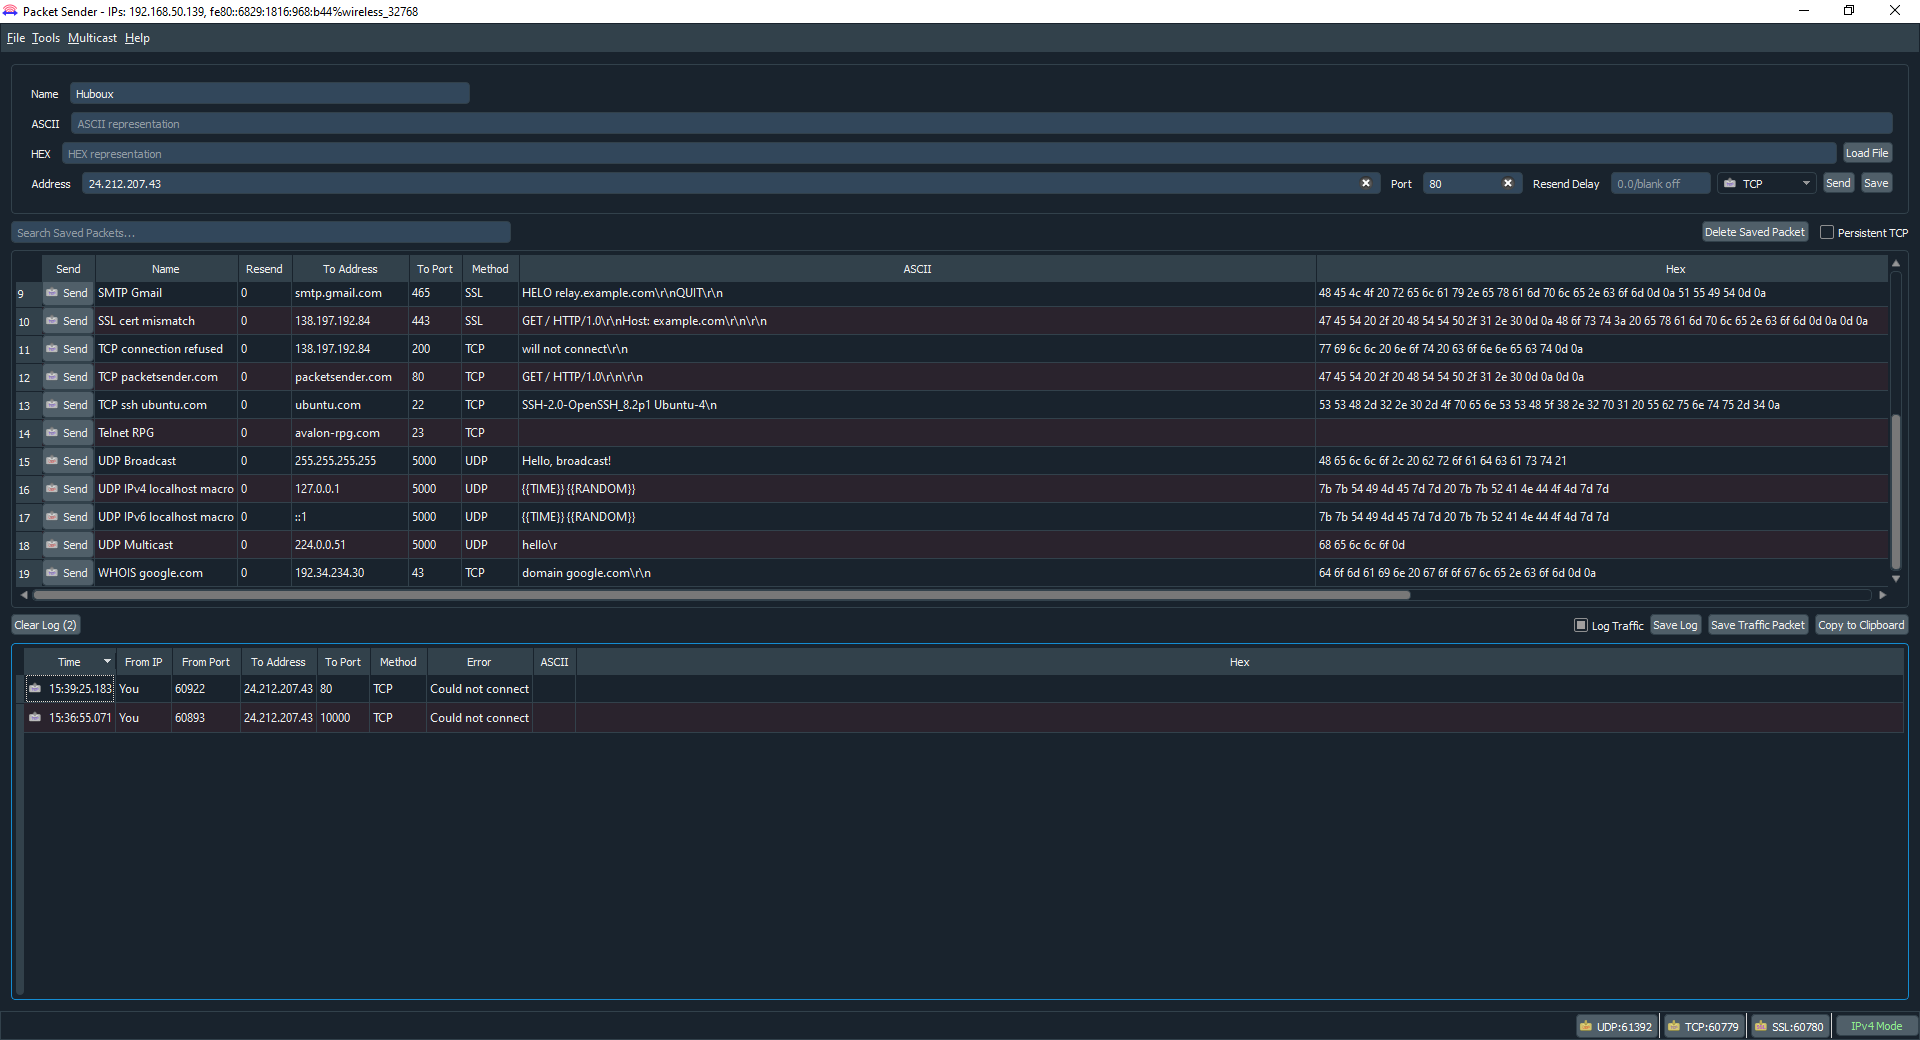 Packet Sender - IPs: 192.168.50.139, fe80::6829:1816:968:b44%wireless_32768
File Tools Multicast Help
Name Huboux
ASCII ASCII representation
HEX HEX representation Load File
Address 24.212.207.43 Port 80 Resend Delay 0.0/blank off TCP Send Save
Search Saved Packets... Delete Saved Packet Persistent TCP
Send Name Resend To Address To Port Method ASCII Hex
9 Send SMTP Gmail 0 smtp.gmail.com 465 SSL HELO relay.example.com\r\nQUIT\r\n 48 45 4c 4f 20 72 65 6c 61 79 2e 65 78 61 6d 70 6c 65 2e 63 6f 6d 0d 0a 51 55 49 54 0d 0a
10 Send SSL cert mismatch 0 138.197.192.84 443 SSL GET / HTTP/1.0\r\nHost: example.com\r\n\r\n 47 45 54 20 2f 20 48 54 54 50 2f 31 2e 30 0d 0a 48 6f 73 74 3a 20 65 78 61 6d 70 6c 65 2e 63 6f 6d 0d 0a 0d 0a
11 Send TCP connection refused 0 138.197.192.84 200 TCP will not connect\r\n 77 69 6c 6c 20 6e 6f 74 20 63 6f 6e 6e 65 63 74 0d 0a
12 Send TCP packetsender.com 0 packetsender.com 80 TCP GET / HTTP/1.0\r\n\r\n 47 45 54 20 2f 20 48 54 54 50 2f 31 2e 30 0d 0a 0d 0a
13 Send TCP ssh ubuntu.com 0 ubuntu.com 22 TCP SSH-2.0-OpenSSH_8.2p1 Ubuntu-4\n 53 53 48 2d 32 2e 30 2d 4f 70 65 6e 53 53 48 5f 38 2e 32 70 31 20 55 62 75 6e 74 75 2d 34 0a
14 Send Telnet RPG 0 avalon-rpg.com 23 TCP
15 Send UDP Broadcast 0 255.255.255.255 5000 UDP Hello, broadcast! 48 65 6c 6c 6f 2c 20 62 72 6f 61 64 63 61 73 74 21
16 Send UDP IPv4 localhost macro 0 127.0.0.1 5000 UDP {{TIME}} {{RANDOM}} 7b 7b 54 49 4d 45 7d 7d 20 7b 7b 52 41 4e 44 4f 4d 7d 7d
17 Send UDP IPv6 localhost macro 0 ::1 5000 UDP {{TIME}} {{RANDOM}} 7b 7b 54 49 4d 45 7d 7d 20 7b 7b 52 41 4e 44 4f 4d 7d 7d
18 Send UDP Multicast 0 224.0.0.51 5000 UDP hello\r 68 65 6c 6c 6f 0d
19 Send WHOIS google.com 0 192.34.234.30 43 TCP domain google.com\r\n 64 6f 6d 61 69 6e 20 67 6f 6f 67 6c 65 2e 63 6f 6d 0d 0a
Clear Log (2) Log Traffic Save Log Save Traffic Packet Copy to Clipboard
Time From IP From Port To Address To Port Method Error ASCII Hex
15:39:25.183 You 60922 24.212.207.43 80 TCP Could not connect
15:36:55.071 You 60893 24.212.207.43 10000 TCP Could not connect
UDP:61392 TCP:60779 SSL:60780 IPv4 Mode